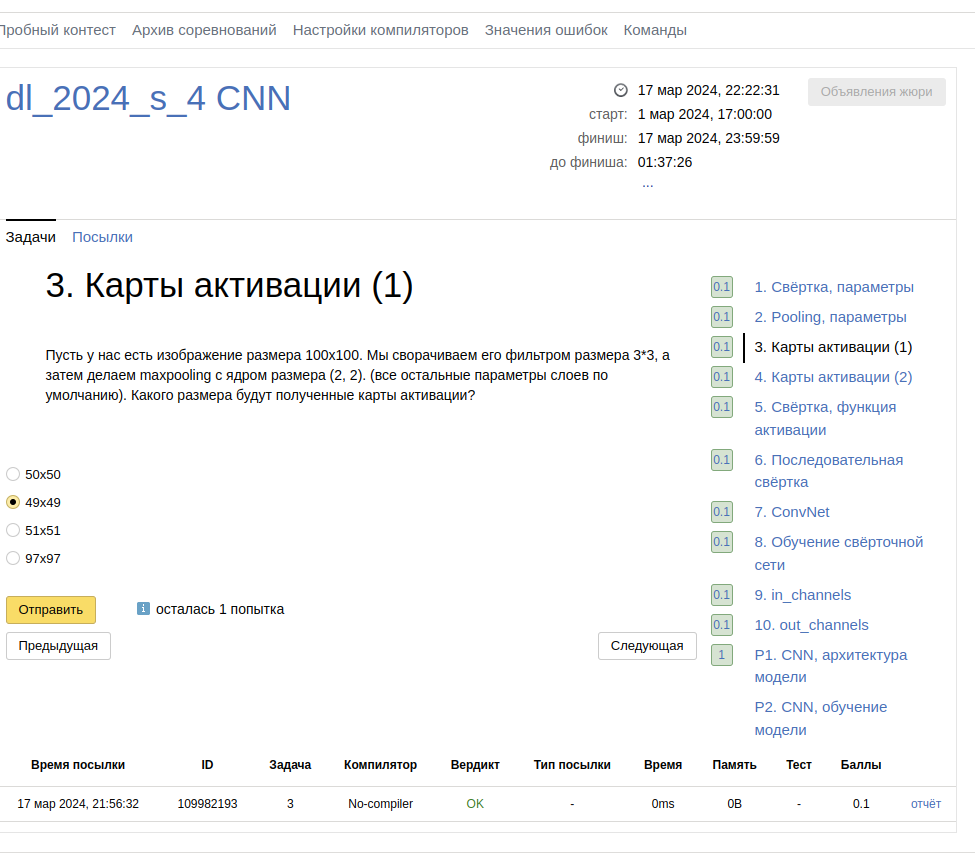 Пробный контест Архив соревнований Настройки компиляторов Значения ошибок Команды
dl_2024_s_4 CNN
17 мар 2024, 22:22:31
старт: 1 мар 2024, 17:00:00
финиш: 17 мар 2024, 23:59:59
до финиша: 01:37:26
...
Объявления жюри
Задачи Посылки
3. Карты активации (1)
Пусть у нас есть изображение размера 100x100. Мы сворачиваем его фильтром размера 3*3, а
затем делаем maxpooling с ядром размера (2, 2). (все остальные параметры слоев по
умолчанию). Какого размера будут полученные карты активации?
50x50
49x49
51x51
97x97
Отправить
i осталась 1 попытка
Предыдущая
Следующая
0.1 1. Свёртка, параметры
0.1 2. Pooling, параметры
0.1 3. Карты активации (1)
0.1 4. Карты активации (2)
0.1 5. Свёртка, функция
активации
0.1 6. Последовательная
свёртка
0.1 7. ConvNet
0.1 8. Обучение свёрточной
сети
0.1 9. in_channels
0.1 10. out_channels
1 P1. CNN, архитектура
модели
P2. CNN, обучение
модели
Время посылки ID Задача Компилятор Вердикт Тип посылки Время Память Тест Баллы
17 мар 2024, 21:56:32 109982193 3 No-compiler OK - 0ms 0B - 0.1 отчёт